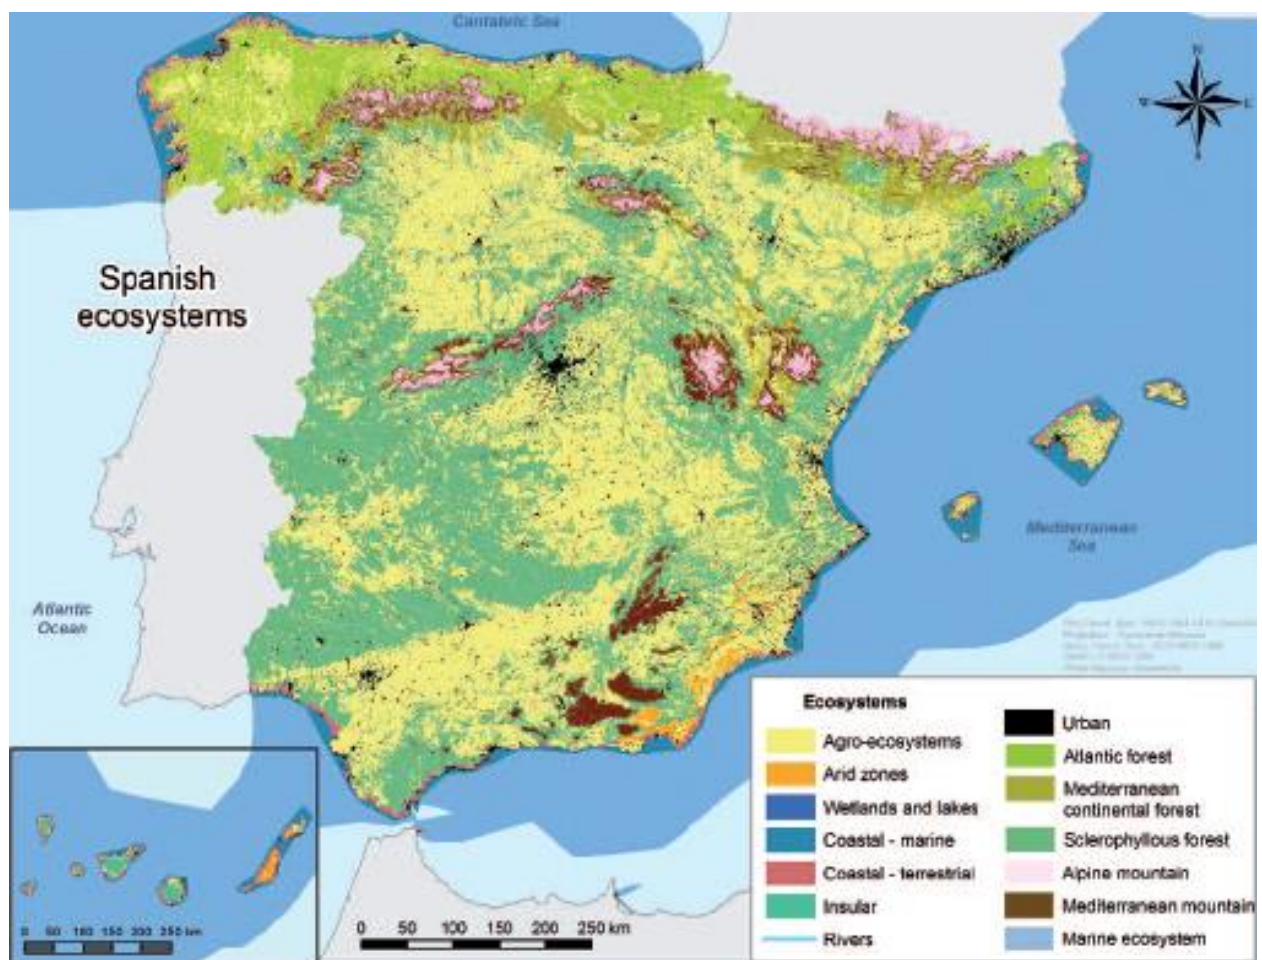 Cantabric Sea
N
W
E
S
Spanish
ecosystems
Mediterranean
Sea
Atlantic
Ocean
Ecosystems
Agro-ecosystems
Arid zones
Wetlands and lakes
Coastal - marine
Coastal - terrestrial
Insular
Rivers
Urban
Atlantic forest
Mediterranean
continental forest
Sclerophyllous forest
Alpine mountain
Mediterranean mountain
Marine ecosystem
0 50 100 150 200 250 km
0 50 100 150 200 250 km